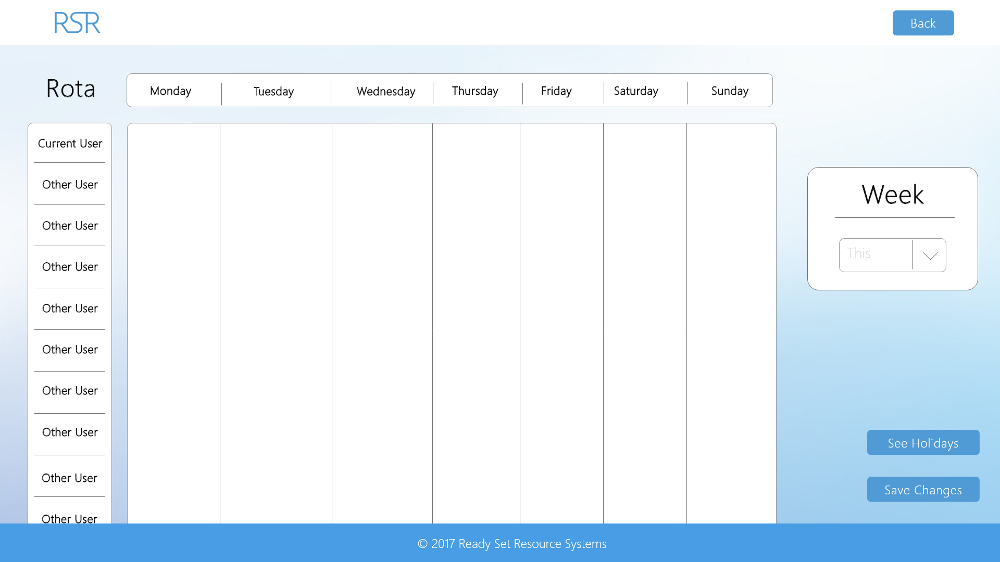 RSR
Back
Rota
Monday Tuesday Wednesday Thursday Friday Saturday Sunday
Current User
Other User
Other User
Other User
Other User
Other User
Other User
Other User
Other User
Other User
Week
This
See Holidays
Save Changes
© 2017 Ready Set Resource Systems